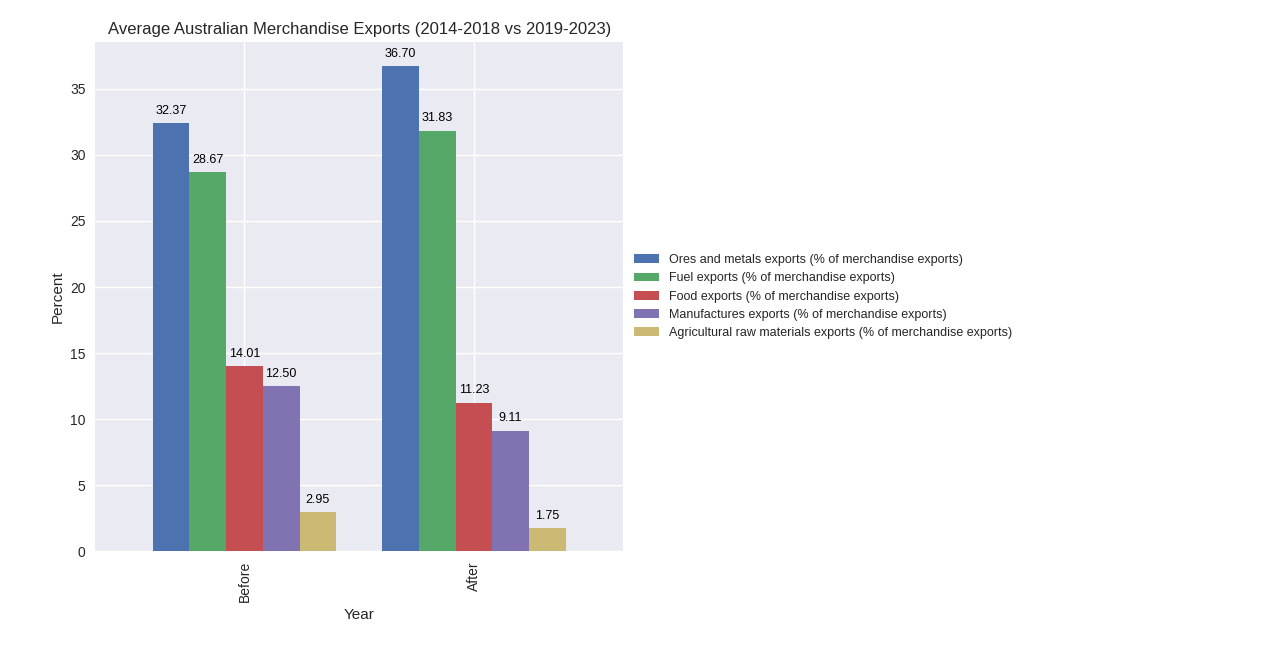 Average Australian Merchandise Exports (2014-2018 vs 2019-2023)
36.70
35
32.37
31.83
30
28.67
25
20
15
14.01
12.50
11.23
10
9.11
5
2.95
1.75
0
Percent
Before
After
Year
Ores and metals exports (% of merchandise exports)
Fuel exports (% of merchandise exports)
Food exports (% of merchandise exports)
Manufactures exports (% of merchandise exports)
Agricultural raw materials exports (% of merchandise exports)